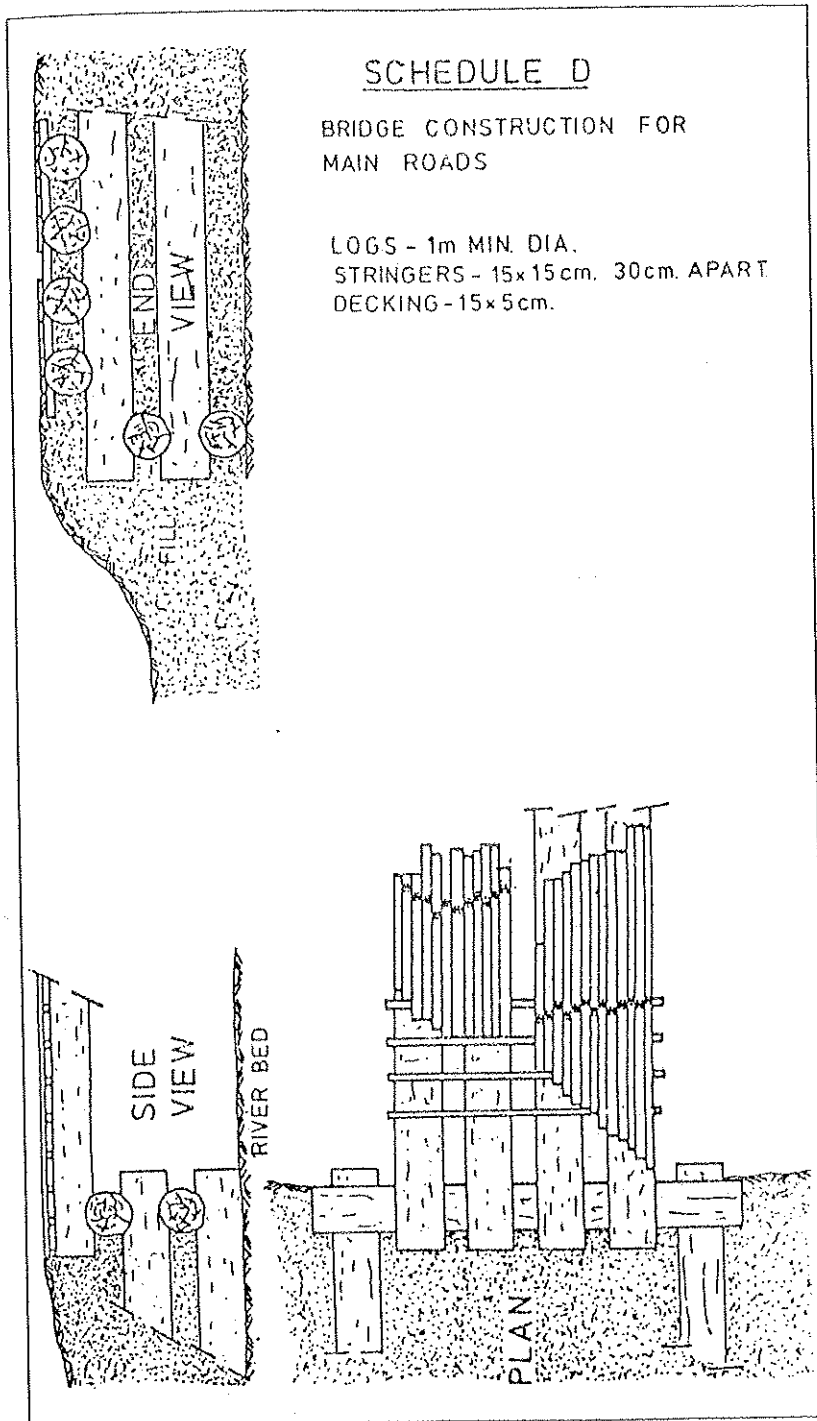 SCHEDULE D
BRIDGE CONSTRUCTION FOR
MAIN ROADS
LOGS - 1m MIN. DIA.
STRINGERS - 15x15cm. 30cm. APART
DECKING - 15x5cm.
END
VIEW
FILL
SIDE
VIEW
RIVER BED
PLAN